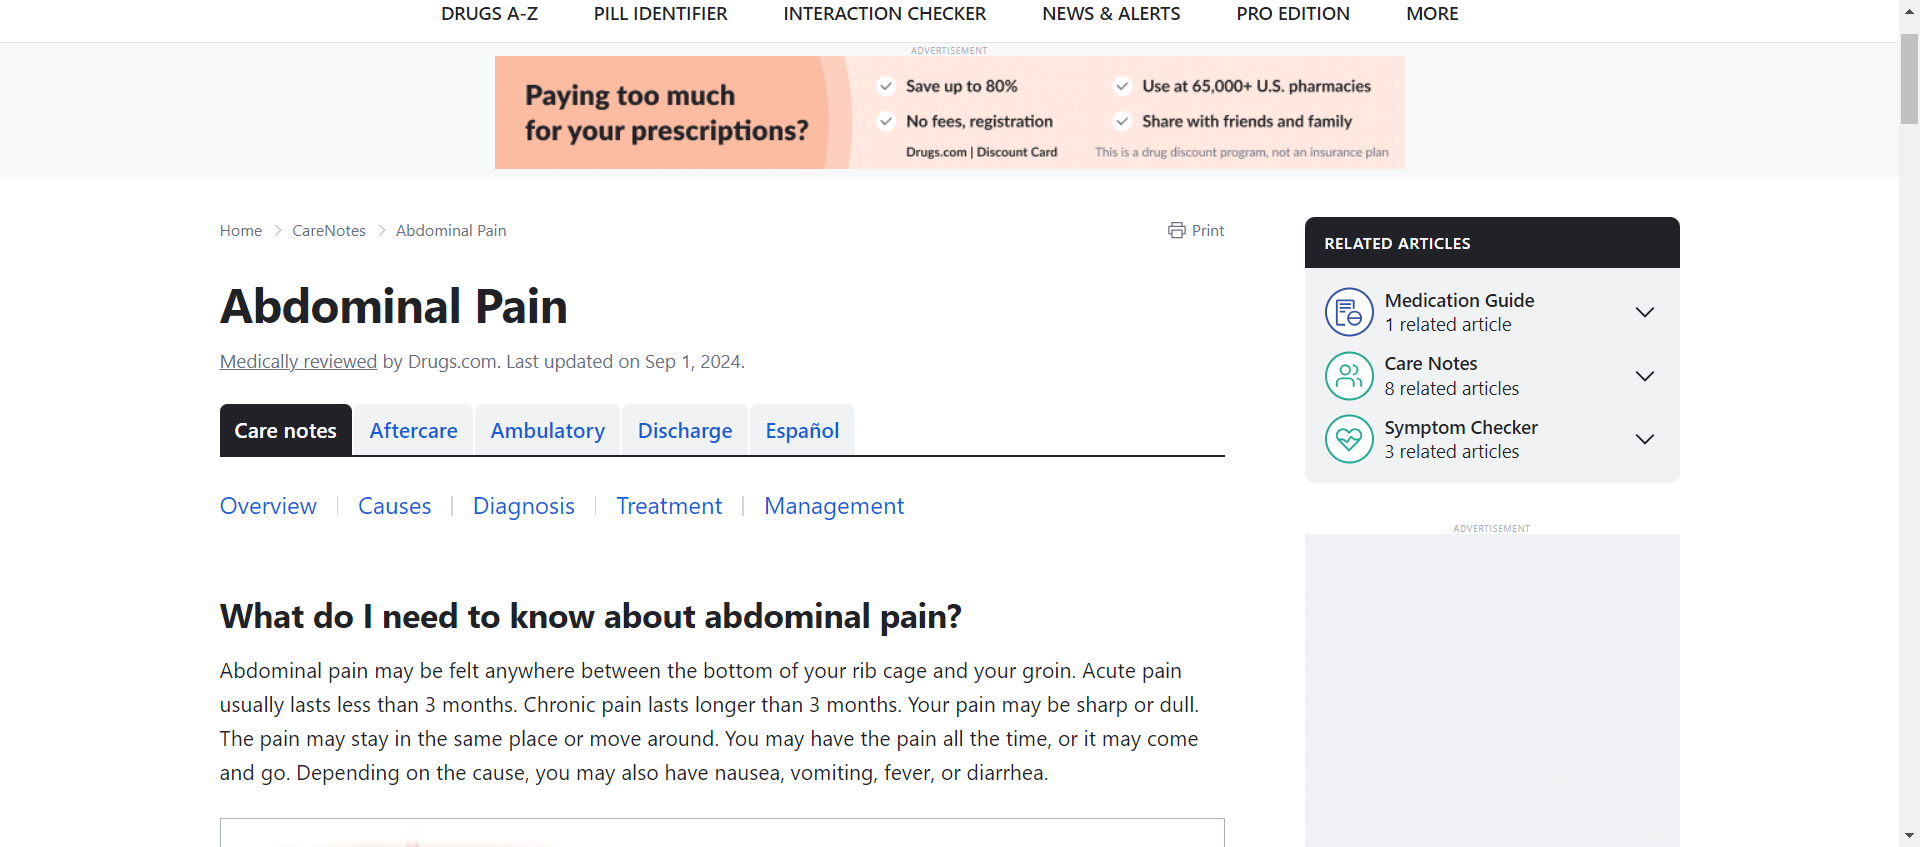 DRUGS A-Z PILL IDENTIFIER INTERACTION CHECKER NEWS & ALERTS PRO EDITION MORE
ADVERTISEMENT
Paying too much
for your prescriptions?
Save up to 80%
Use at 65,000+ U.S. pharmacies
No fees, registration
Share with friends and family
Drugs.com | Discount Card
This is a drug discount program, not an insurance plan
Home CareNotes Abdominal Pain
Print
Abdominal Pain
Medically reviewed by Drugs.com. Last updated on Sep 1, 2024.
Care notes Aftercare Ambulatory Discharge Español
Overview Causes Diagnosis Treatment Management
What do I need to know about abdominal pain?
Abdominal pain may be felt anywhere between the bottom of your rib cage and your groin. Acute pain
usually lasts less than 3 months. Chronic pain lasts longer than 3 months. Your pain may be sharp or dull.
The pain may stay in the same place or move around. You may have the pain all the time, or it may come
and go. Depending on the cause, you may also have nausea, vomiting, fever, or diarrhea.
RELATED ARTICLES
Medication Guide
1 related article
Care Notes
8 related articles
Symptom Checker
3 related articles
ADVERTISEMENT